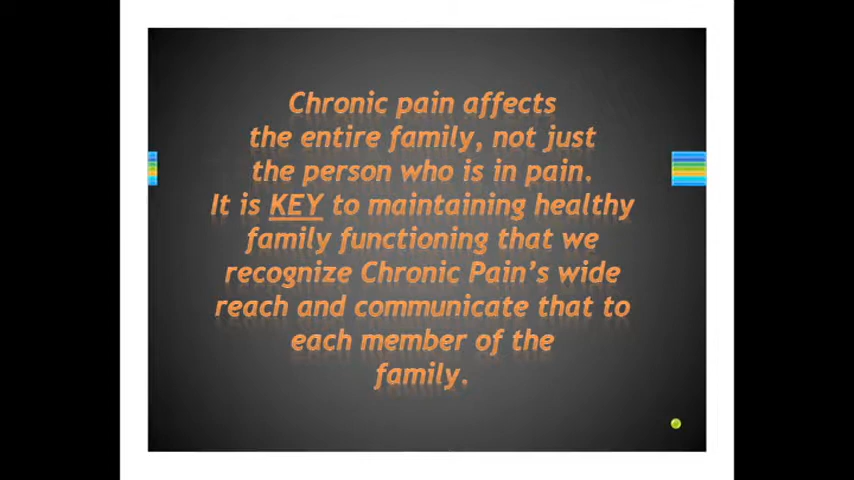 Chronic pain affects
the entire family, not just
the person who is in pain.
It is KEY to maintaining healthy
family functioning that we
recognize Chronic Pain’s wide
reach and communicate that to
each member of the
family.